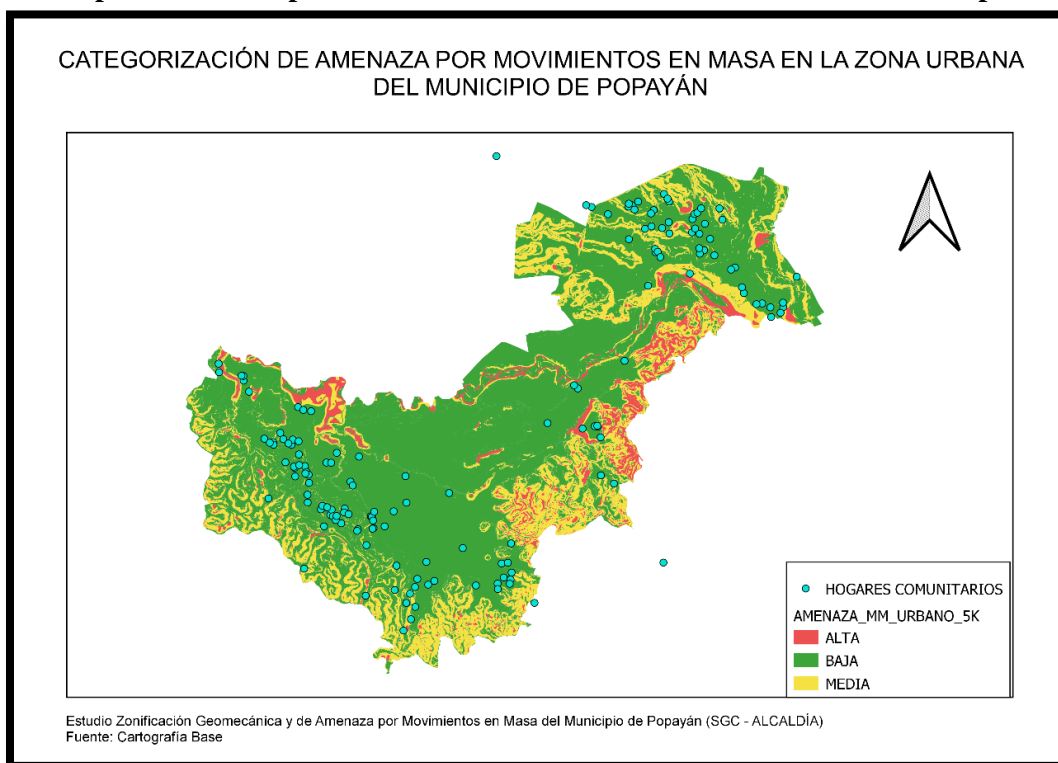 CATEGORIZACIÓN DE AMENAZA POR MOVIMIENTOS EN MASA EN LA ZONA URBANA
DEL MUNICIPIO DE POPAYÁN
HOGARES COMUNITARIOS
AMENAZA_MM_URBANO_5K
ALTA
BAJA
MEDIA
Estudio Zonificación Geomecánica y de Amenaza por Movimientos en Masa del Municipio de Popayán (SGC - ALCALDÍA)
Fuente: Cartografía Base